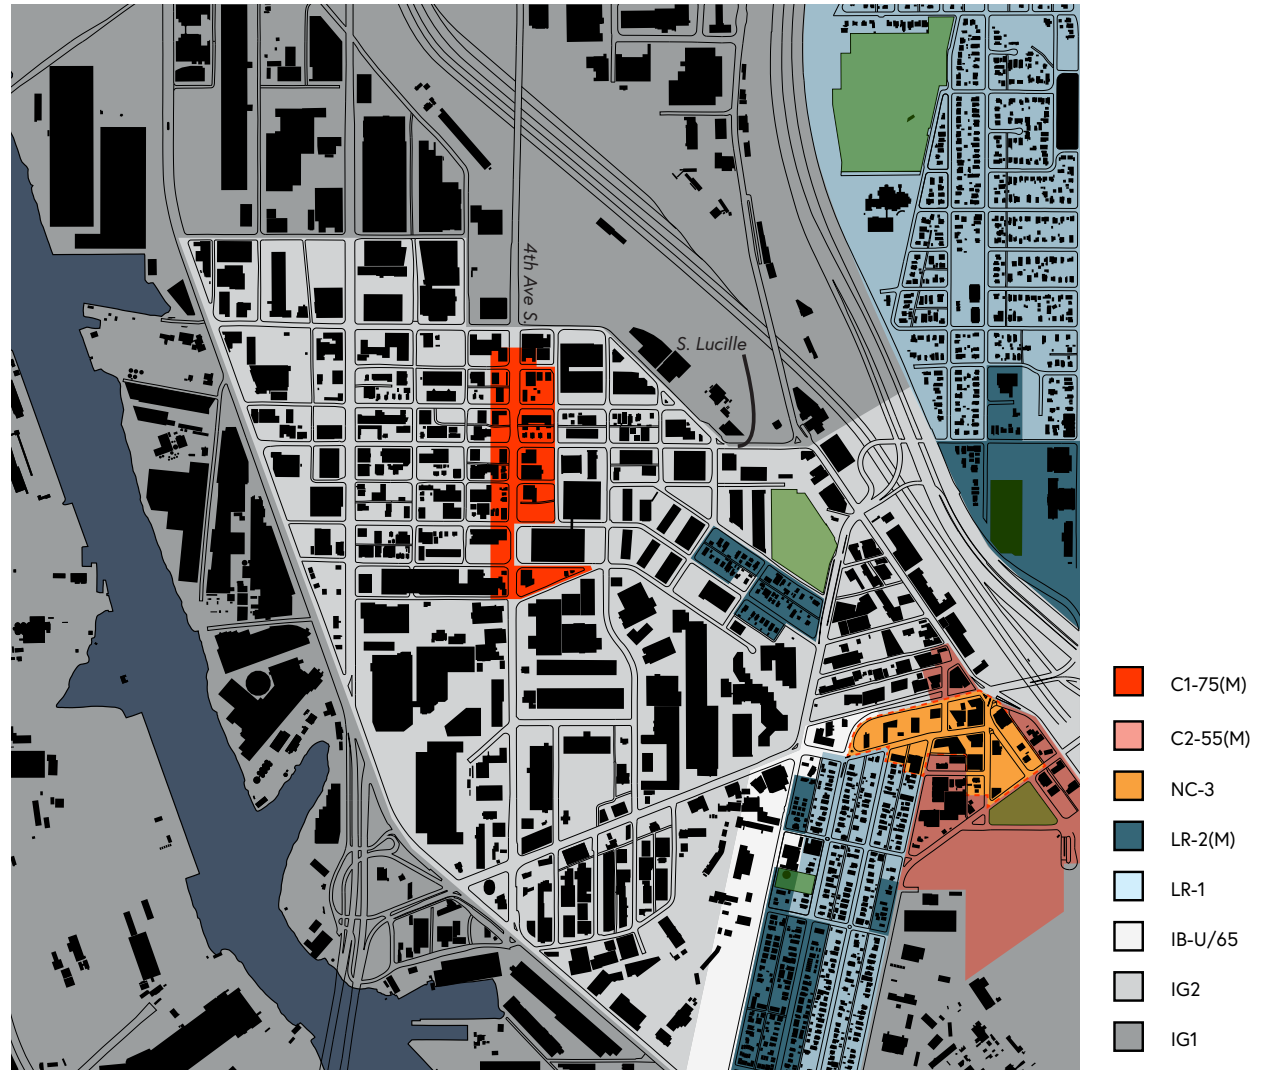 4th Ave S.
S. Lucille
C1-75(M)
C2-55(M)
NC-3
LR-2(M)
LR-1
IB-U/65
IG2
IG1